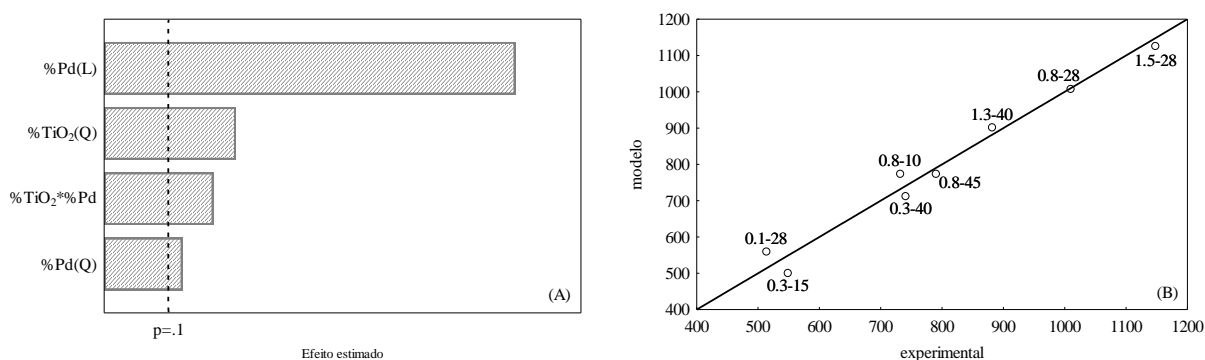 %Pd(L)
%TiO2(Q)
%TiO2*%Pd
%Pd(Q)
p=.1
Efeito estimado
(A)
1200
1100
1000
900
800
700
600
500
400
modelo
1.5-28
0.8-28
1.3-40
0.8-10
0.8-45
0.3-40
0.1-28
0.3-15
(B)
400 500 600 700 800 900 1000 1100 1200
experimental